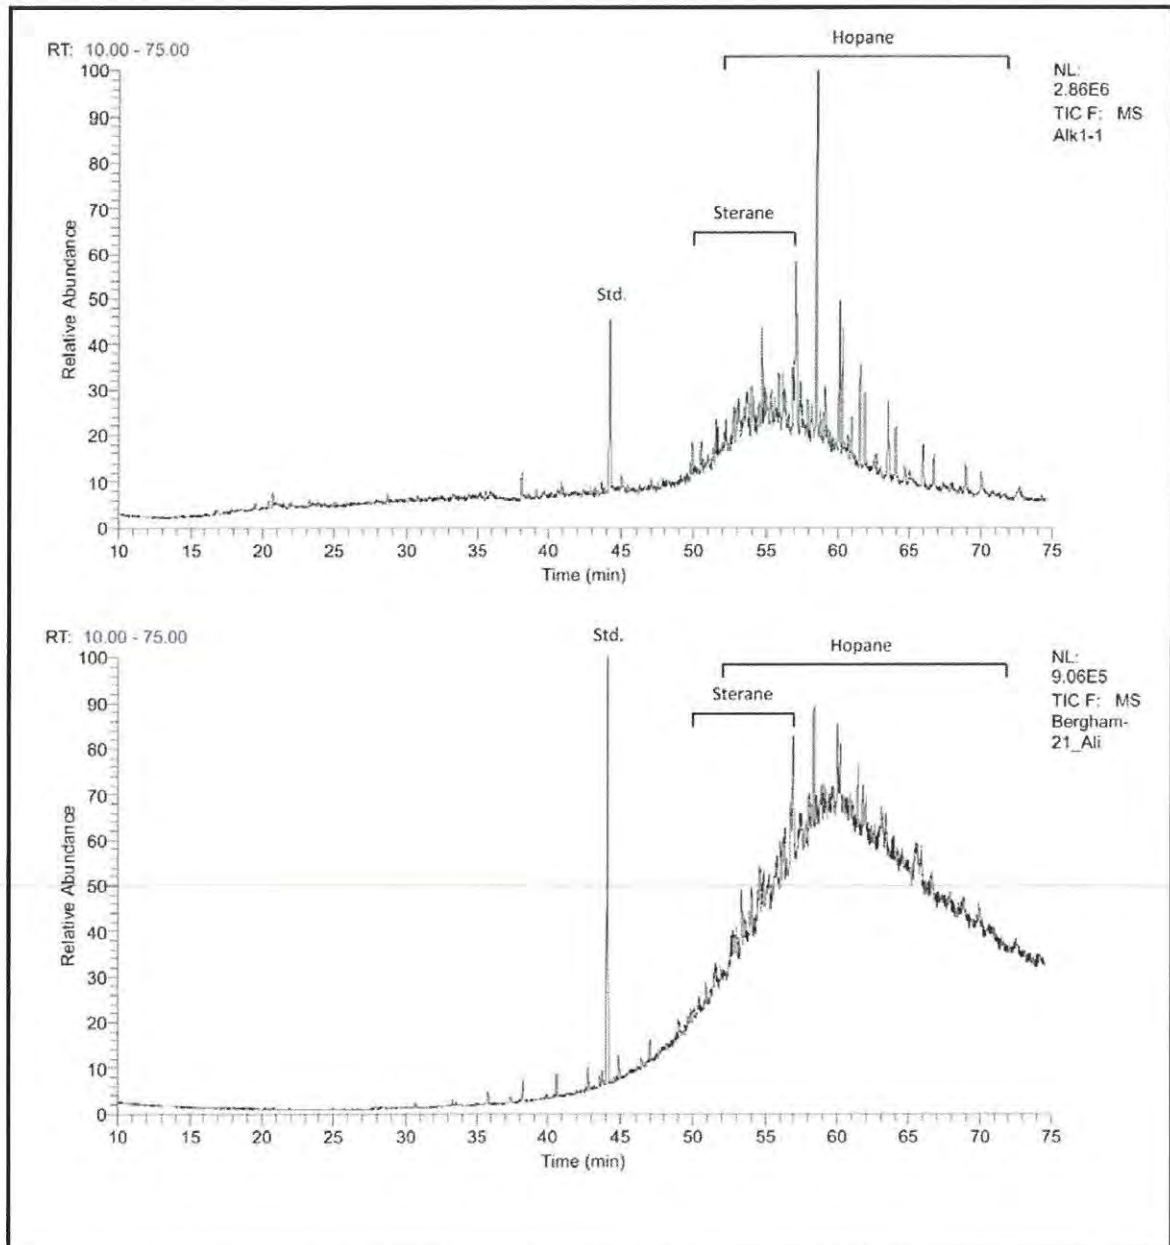 Hopane
RT: 10.00 - 75.00
NL:
2.86E6
TIC F: MS
Alk1-1
Sterane
Std.
Relative Abundance
100
90
80
70
60
50
40
30
20
10
0
10 15 20 25 30 35 40 45 50 55 60 65 70 75
Time (min)
RT: 10.00 - 75.00
Std.
Hopane
NL:
9.06E5
TIC F: MS
Bergham-
21_Ali
Sterane
Relative Abundance
100
90
80
70
60
50
40
30
20
10
0
10 15 20 25 30 35 40 45 50 55 60 65 70 75
Time (min)